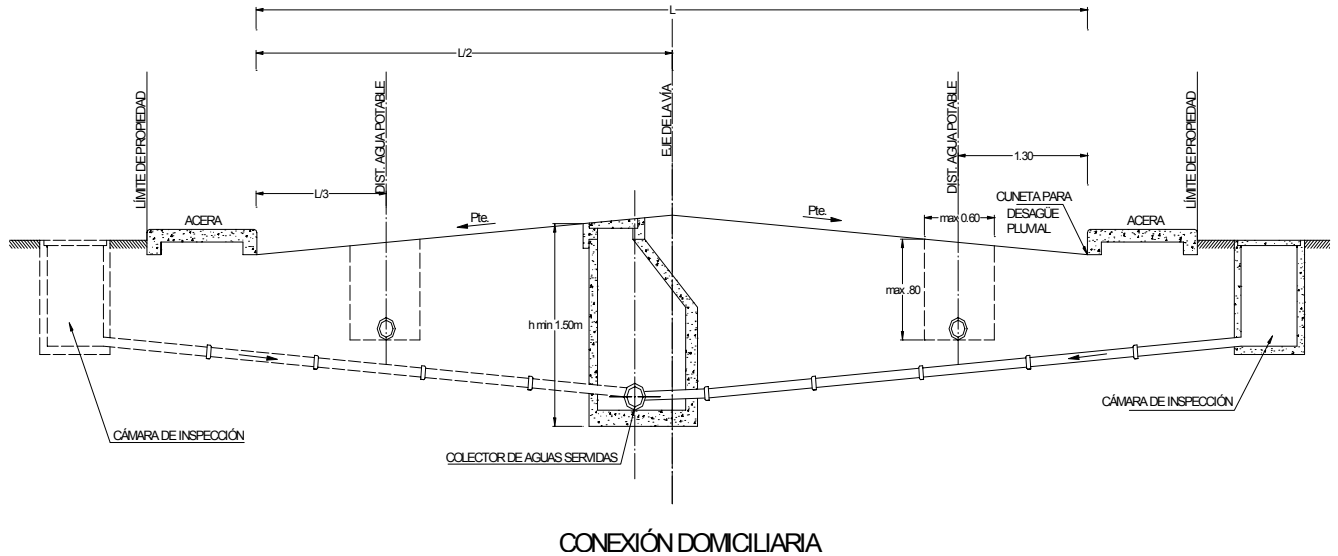 L
L/2
LÍMITE DE PROPIEDAD
DIST. AGUA POTABLE
EJE DE LA VÍA
DIST. AGUA POTABLE
LÍMITE DE PROPIEDAD
1.30
L/3
CUNETA PARA
DESAGÜE
PLUVIAL
ACERA
Pte.
Pte.
max 0.60
ACERA
max .80
h min 1.50m
CÁMARA DE INSPECCIÓN
COLECTOR DE AGUAS SERVIDAS
CÁMARA DE INSPECCIÓN
CONEXIÓN DOMICILIARIA